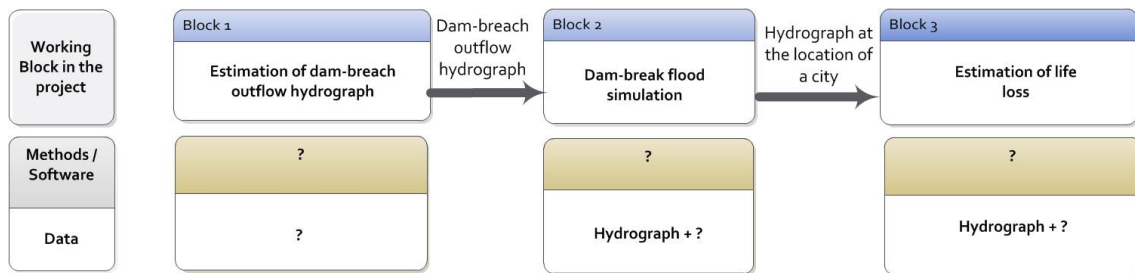 Working
Block in the
project
Block 1
Estimation of dam-breach
outflow hydrograph
Dam-breach
outflow
hydrograph
Block 2
Dam-break flood
simulation
Hydrograph at
the location of
a city
Block 3
Estimation of life
loss
Methods /
Software
?
?
?
Data
?
Hydrograph + ?
Hydrograph + ?